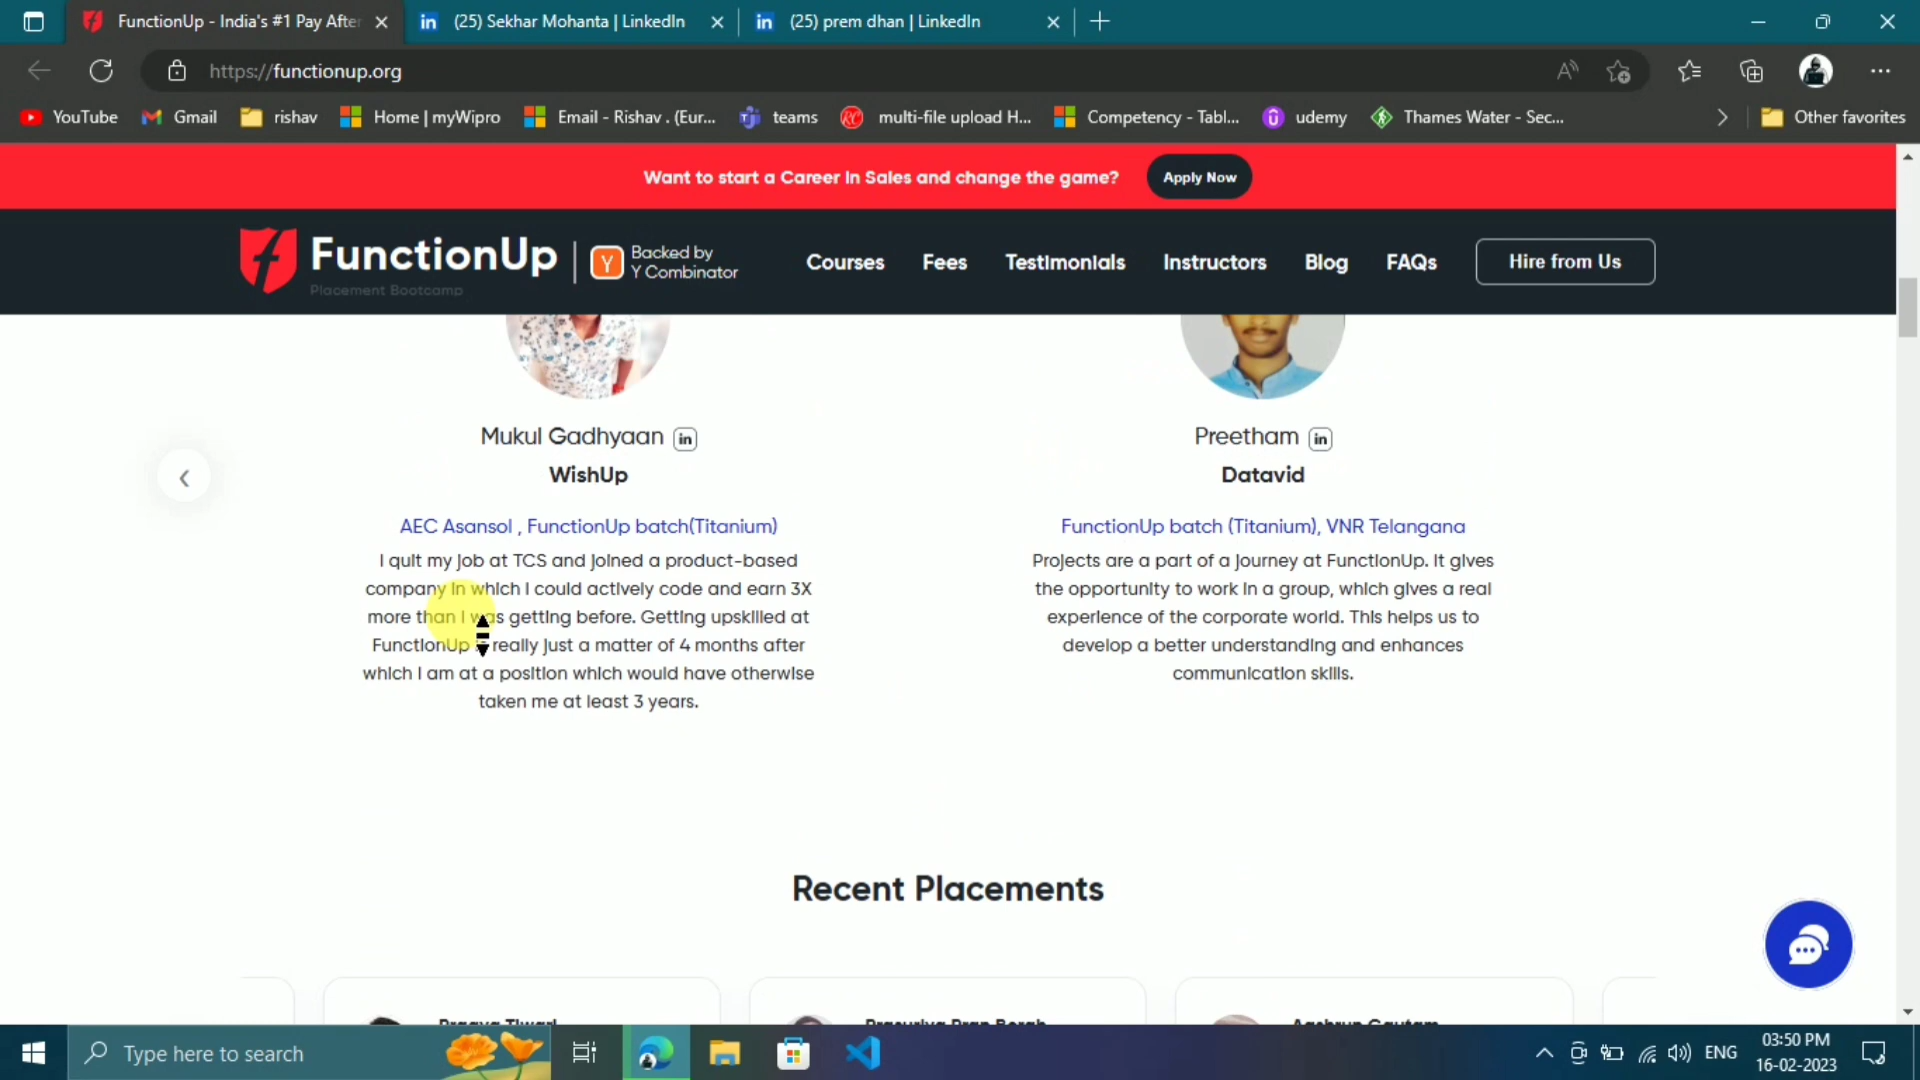 FunctionUp - India's #1 Pay After
(25) Sekhar Mohanta | LinkedIn
(25) prem dhan | LinkedIn
https://functionup.org
YouTube
Gmail
rishav
Home | myWipro
Email - Rishav . (Eur...
teams
multi-file upload H...
Competency - Tabl...
udemy
Thames Water - Sec...
Other favorites
Want to start a Career in Sales and change the game?
Apply Now
FunctionUp
Placement Bootcamp
Y
Backed by
Y Combinator
Courses
Fees
Testimonials
Instructors
Blog
FAQs
Hire from Us
Mukul Gadhyaan in
WishUp
AEC Asansol , FunctionUp batch(Titanium)
I quit my job at TCS and joined a product-based
company in which I could actively code and earn 3X
more than I was getting before. Getting upskilled at
FunctionUp is really just a matter of 4 months after
which I am at a position which would have otherwise
taken me at least 3 years.
Preetham in
Datavid
FunctionUp batch (Titanium), VNR Telangana
Projects are a part of a journey at FunctionUp. It gives
the opportunity to work in a group, which gives a real
experience of the corporate world. This helps us to
develop a better understanding and enhances
communication skills.
Recent Placements
Type here to search
ENG
03:50 PM
16-02-2023